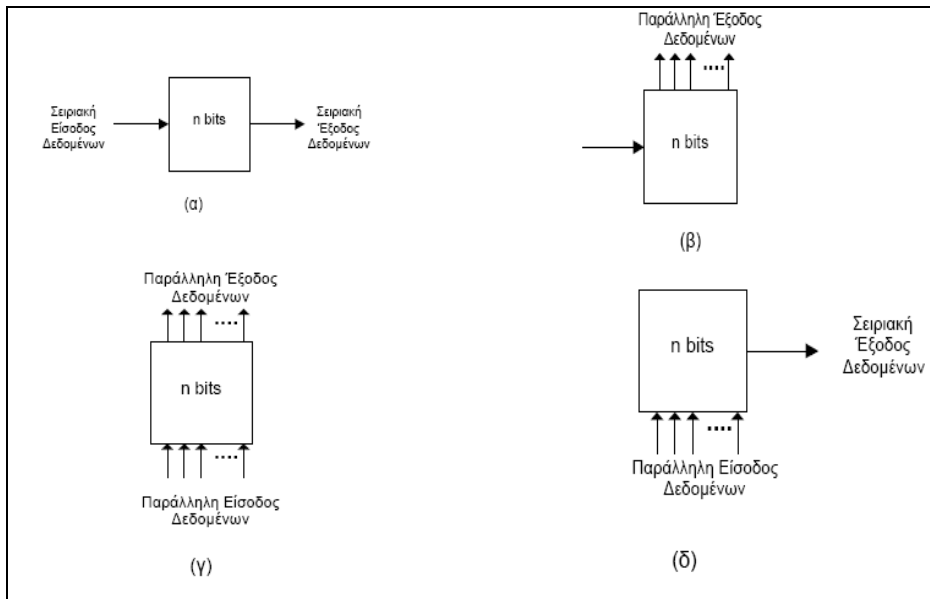 Σειριακή
Είσοδος
Δεδομένων
n bits
Σειριακή
Έξοδος
Δεδομένων
(α)
Παράλληλη Έξοδος
Δεδομένων
....
n bits
(β)
Παράλληλη Έξοδος
Δεδομένων
....
n bits
....
Παράλληλη Είσοδος
Δεδομένων
(γ)
n bits
Σειριακή
Έξοδος
Δεδομένων
....
Παράλληλη Είσοδος
Δεδομένων
(δ)